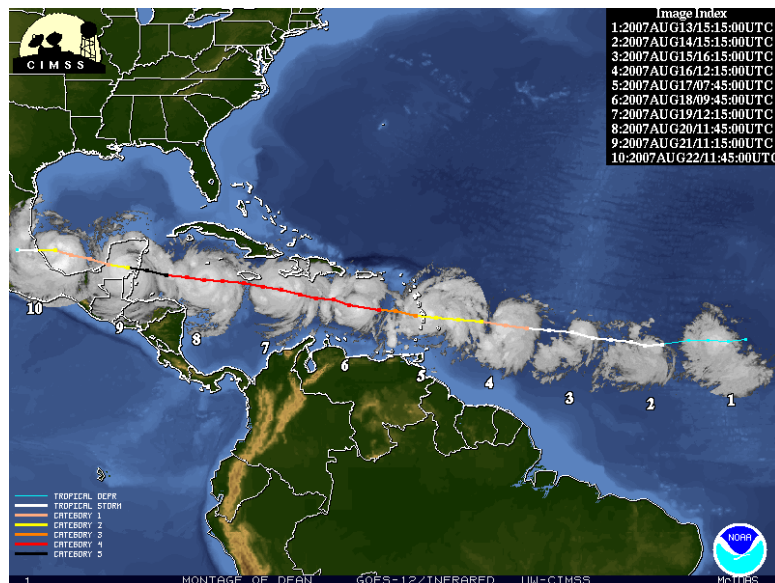 Image Index
1:2007AUG13/15:15:00UTC
2:2007AUG14/15:15:00UTC
3:2007AUG15/16:15:00UTC
4:2007AUG16/12:15:00UTC
5:2007AUG17/07:45:00UTC
6:2007AUG18/09:45:00UTC
7:2007AUG19/12:15:00UTC
8:2007AUG20/11:45:00UTC
9:2007AUG21/11:15:00UTC
10:2007AUG22/11:45:00UTC
CIMSS
10
9
8
7
6
5
4
3
2
1
TROPICAL DEPR
TROPICAL STORM
CATEGORY 1
CATEGORY 2
CATEGORY 3
CATEGORY 4
CATEGORY 5
NOAA
1 MONTAGE OF DEAN GOES-12/INFRARED UW-CIMSS McIDAS